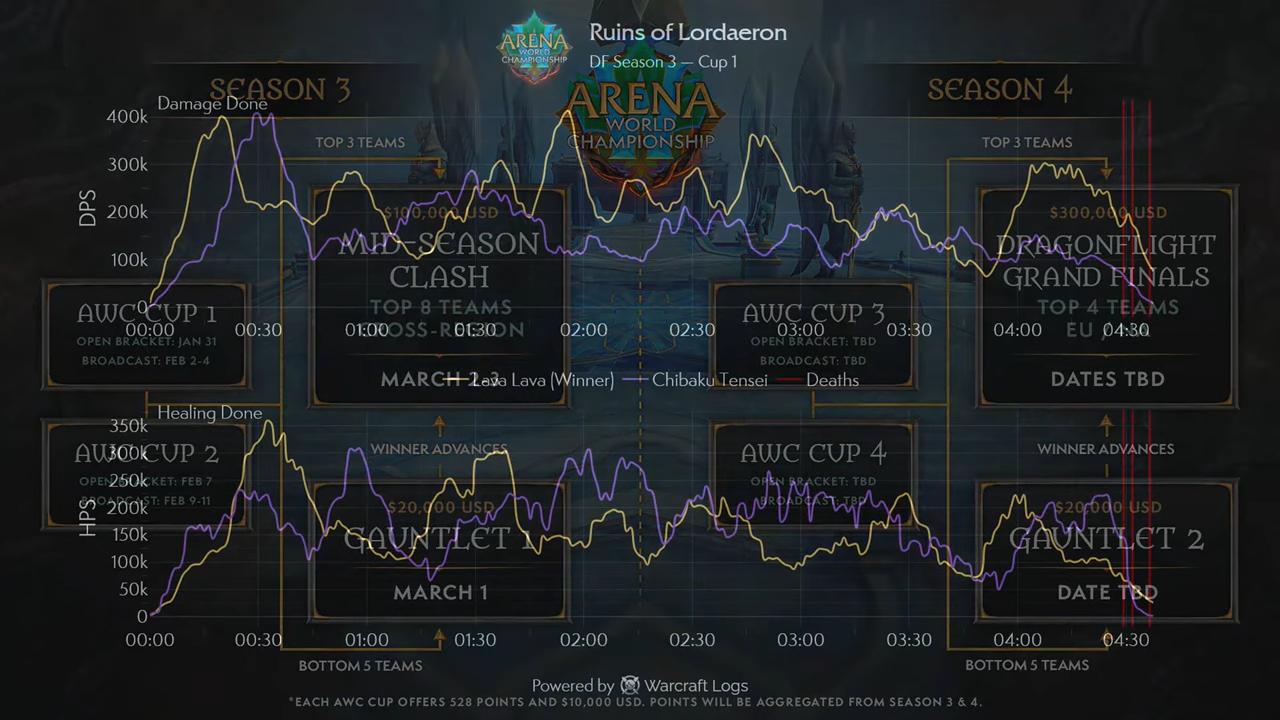 ARENA
WORLD
CHAMPIONSHIP
Ruins of Lordaeron
DF Season 3 — Cup 1
SEASON 3
ARENA
WORLD
CHAMPIONSHIP
SEASON 4
Damage Done
DPS
400k
300k
200k
100k
0
00:00 00:30 01:00 01:30 02:00 02:30 03:00 03:30 04:00 04:30
TOP 3 TEAMS
$100,000 USD
MID-SEASON
CLASH
TOP 8 TEAMS
CROSS-REGION
MARCH 2-3
TOP 3 TEAMS
$300,000 USD
DRAGONFLIGHT
GRAND FINALS
TOP 4 TEAMS
EU / NA
DATES TBD
AWC CUP 1
OPEN BRACKET: JAN 31
BROADCAST: FEB 2-4
AWC CUP 3
OPEN BRACKET: TBD
BROADCAST: TBD
Lava Lava (Winner) Chibaku Tensei Deaths
Healing Done
HPS
350k
300k
250k
200k
150k
100k
50k
0
00:00 00:30 01:00 01:30 02:00 02:30 03:00 03:30 04:00 04:30
AWC CUP 2
OPEN BRACKET: FEB 7
BROADCAST: FEB 9-11
WINNER ADVANCES
$20,000 USD
GAUNTLET 1
MARCH 1
BOTTOM 5 TEAMS
AWC CUP 4
OPEN BRACKET: TBD
BROADCAST: TBD
WINNER ADVANCES
$20,000 USD
GAUNTLET 2
DATE TBD
BOTTOM 5 TEAMS
Powered by Warcraft Logs
*EACH AWC CUP OFFERS 528 POINTS AND $10,000 USD. POINTS WILL BE AGGREGATED FROM SEASON 3 & 4.